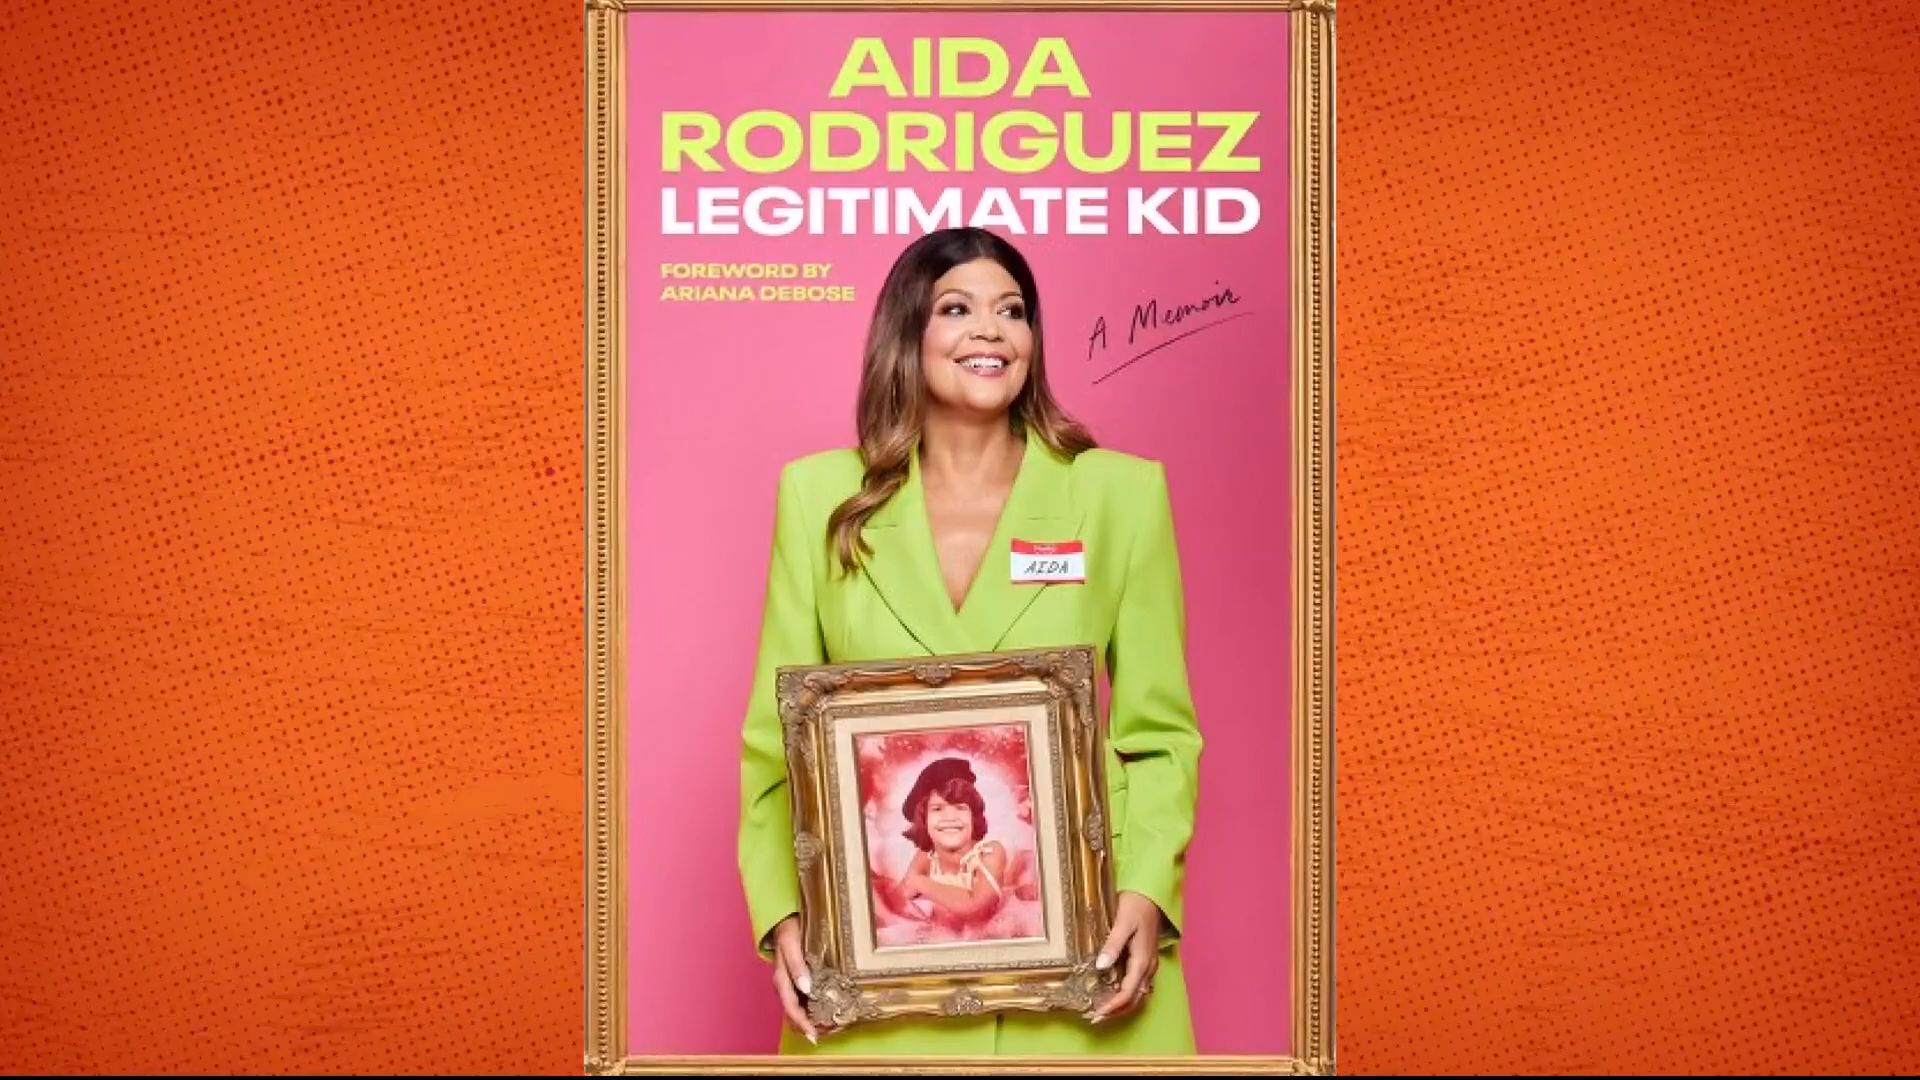 AIDA
RODRIGUEZ
LEGITIMATE KID
FOREWORD BY
ARIANA DEBOSE
A Memoir
AIDA